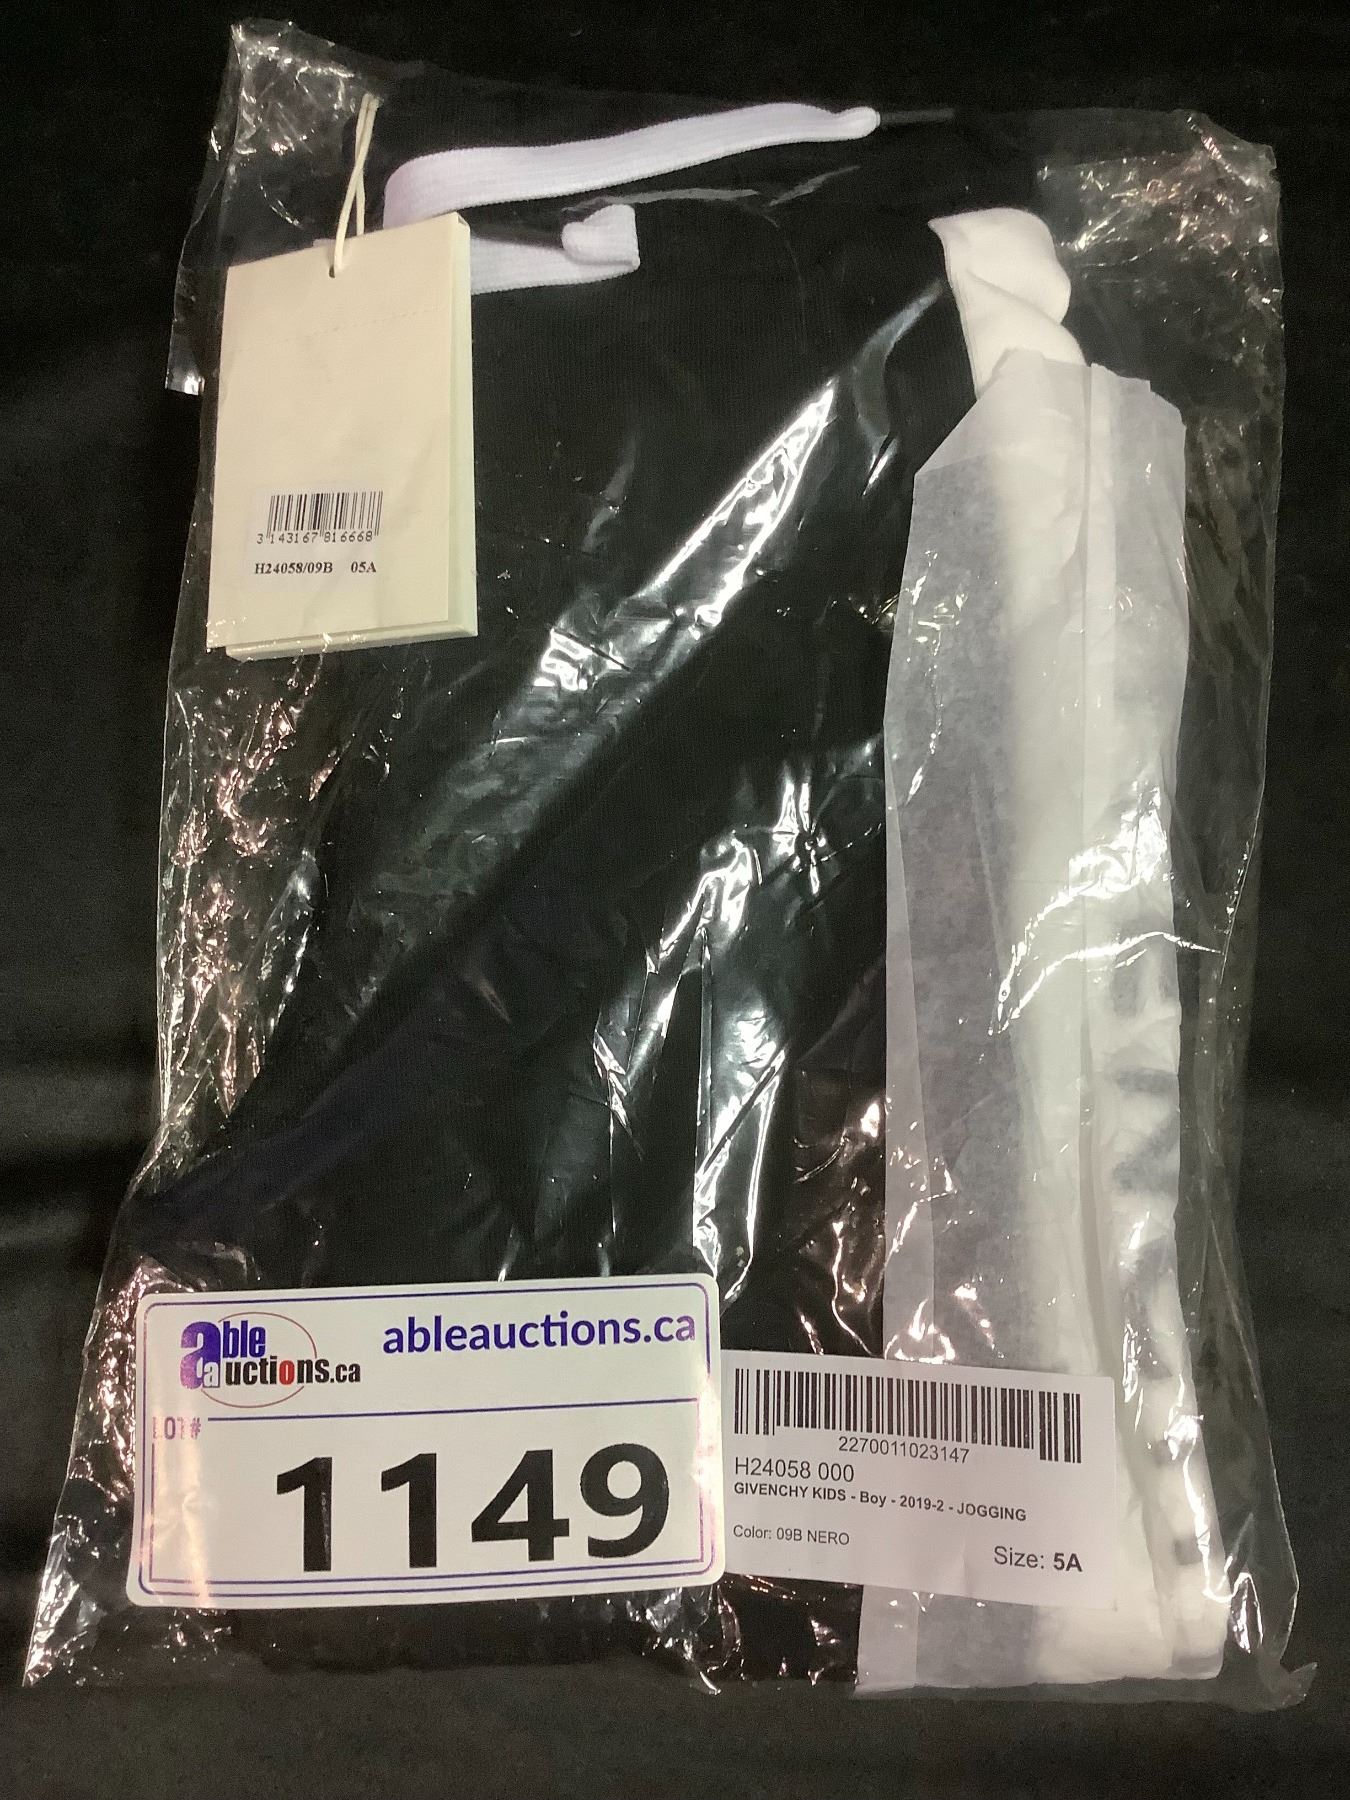 3 143167 816668
H24058/09B 05A
able auctions.ca
ableauctions.ca
LOT#
1149
2270011023147
H24058 000
GIVENCHY KIDS - Boy - 2019-2 - JOGGING
Color: 09B NERO
Size: 5A